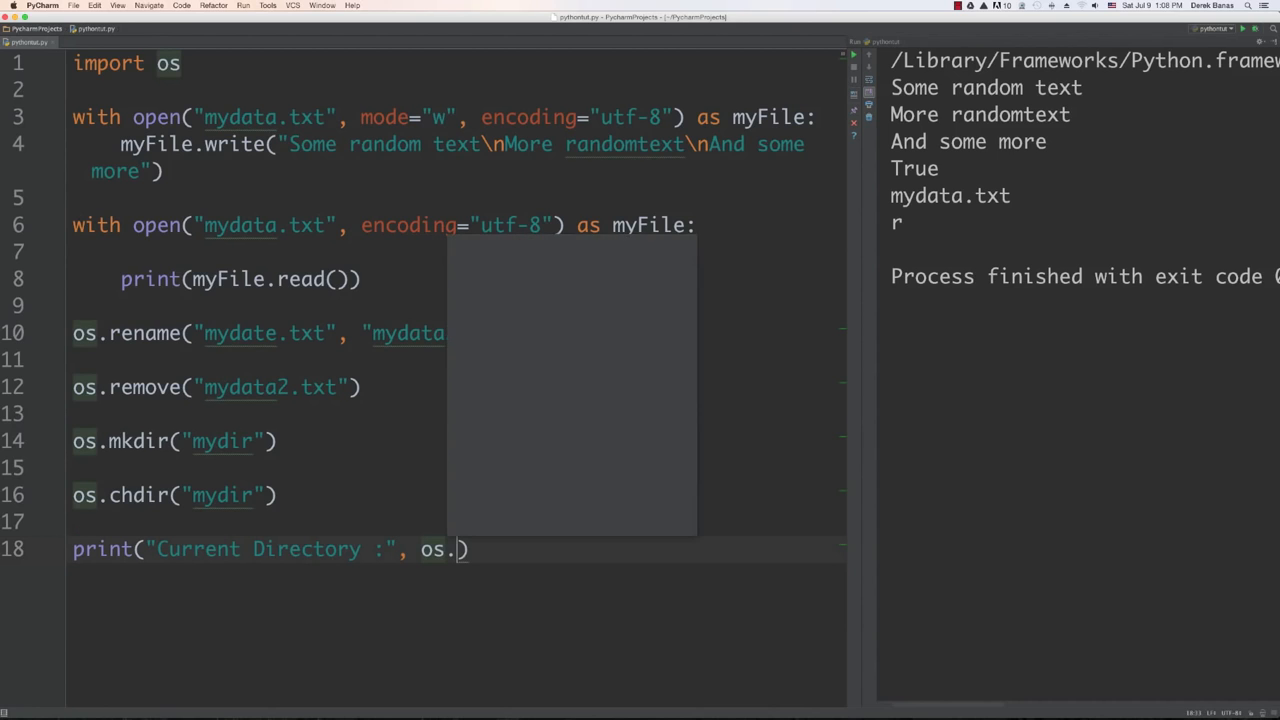 PyCharm File Edit View Navigate Code Refactor Run Tools VCS Window Help
10 Sat Jul 9 1:08 PM Derek Banas
pythontut.py - PyCharmProjects - [~/PycharmProjects]
PycharmProjects pythontut.py
pythontut
pythontut.py
Run pythontut
1 import os
2
3 with open("mydata.txt", mode="w", encoding="utf-8") as myFile:
4 myFile.write("Some random text\nMore randomtext\nAnd some
more")
5
6 with open("mydata.txt", encoding="utf-8") as myFile:
7
8 print(myFile.read())
9
10 os.rename("mydate.txt", "mydata
11
12 os.remove("mydata2.txt")
13
14 os.mkdir("mydir")
15
16 os.chdir("mydir")
17
18 print("Current Directory :", os.)
/Library/Frameworks/Python.framew
Some random text
More randomtext
And some more
True
mydata.txt
r
Process finished with exit code 0
UTF-8